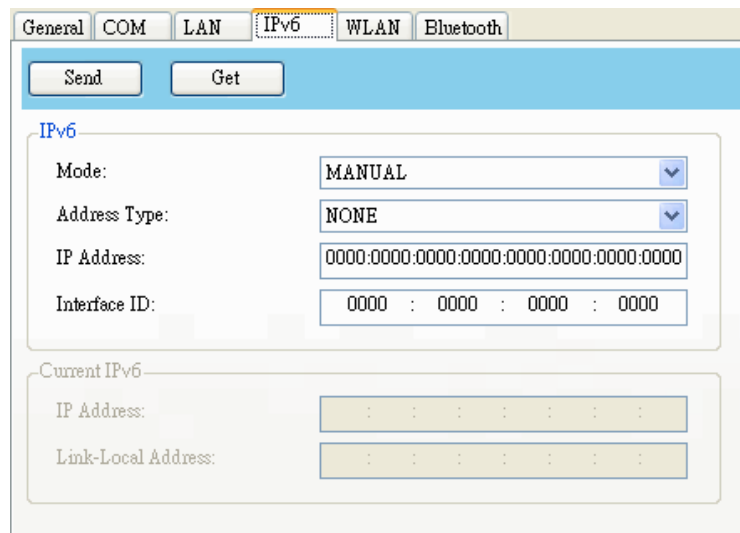 General COM LAN IPv6 WLAN Bluetooth
Send Get
IPv6
Mode: MANUAL
Address Type: NONE
IP Address: 0000:0000:0000:0000:0000:0000:0000:0000
Interface ID: 0000 : 0000 : 0000 : 0000
Current IPv6
IP Address: : : : : : : :
Link-Local Address: : : : : : : :